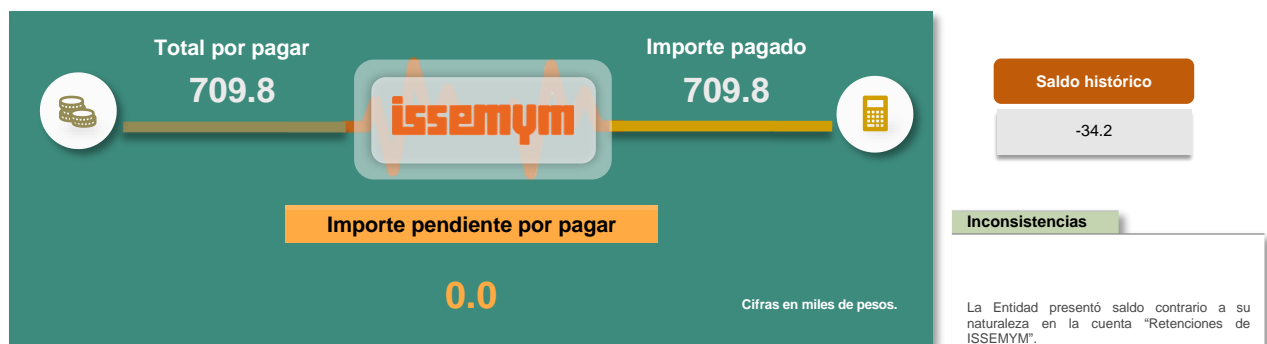 Total por pagar
709.8
issemym
Importe pagado
709.8
Importe pendiente por pagar
0.0
Cifras en miles de pesos.
Saldo histórico
-34.2
Inconsistencias
La Entidad presentó saldo contrario a su
naturaleza en la cuenta “Retenciones de
ISSEMYM”.